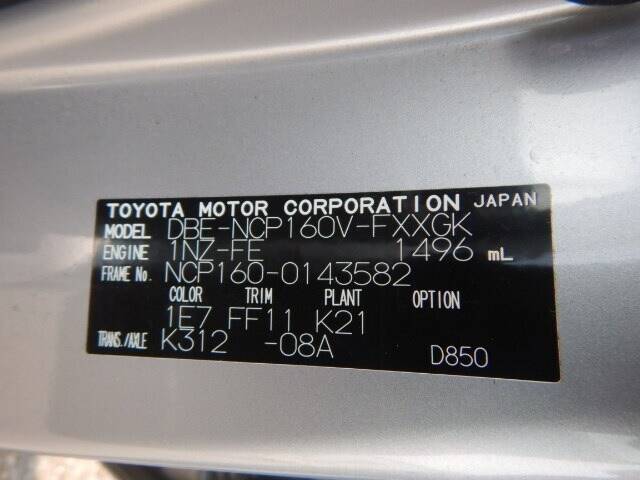 TOYOTA MOTOR CORPORATION JAPAN
MODEL DBE-NCP160V-FXXGK
ENGINE 1NZ-FE 1496 mL
FRAME No. NCP160-0143582
COLOR TRIM PLANT OPTION
1E7 FF11 K21
TRANS./AXLE K312 -08A D850